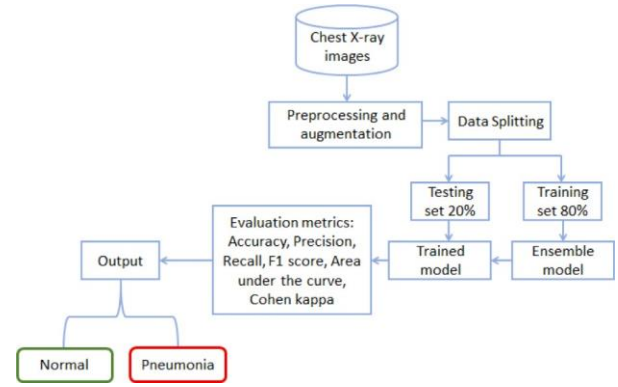 Chest X-ray
images
Preprocessing and
augmentation
Data Splitting
Testing
set 20%
Training
set 80%
Evaluation metrics:
Accuracy, Precision,
Recall, F1 score, Area
under the curve,
Cohen kappa
Output
Trained
model
Ensemble
model
Normal
Pneumonia